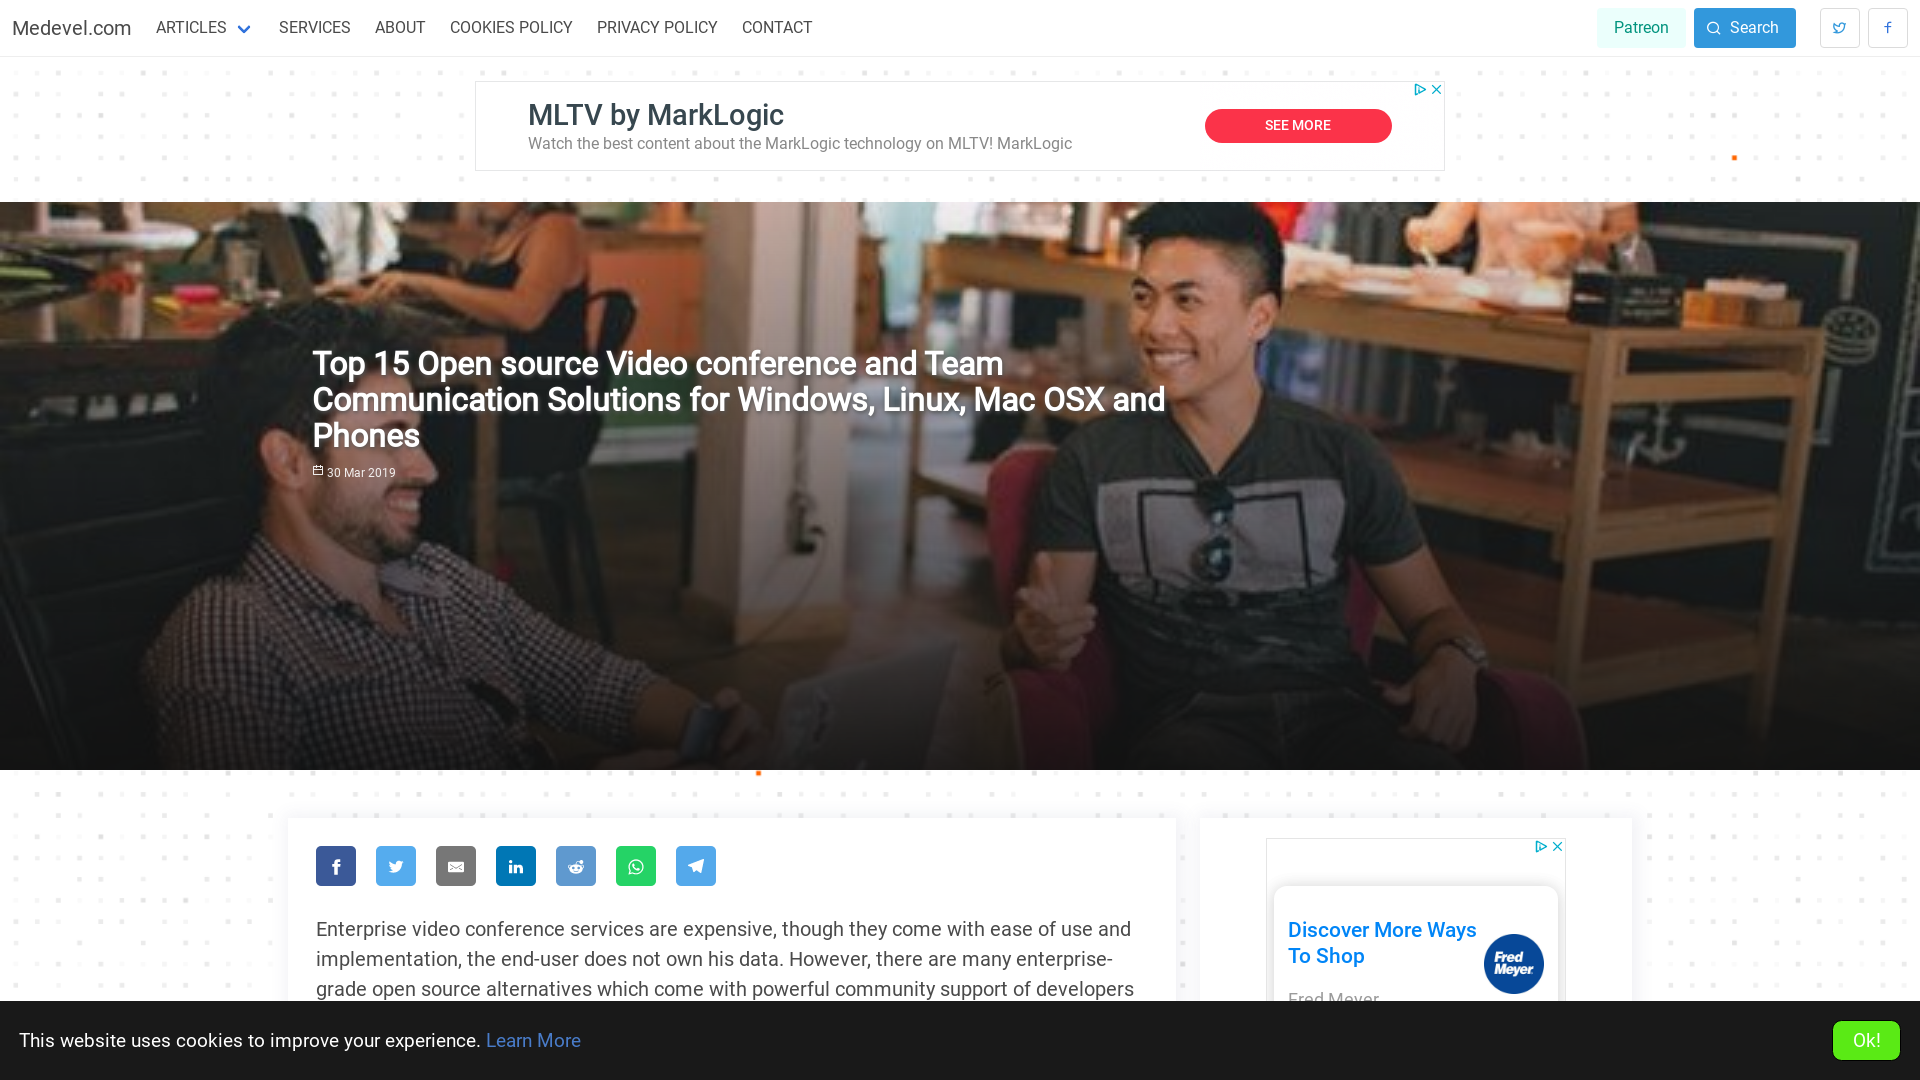 Medevel.com ARTICLES SERVICES ABOUT COOKIES POLICY PRIVACY POLICY CONTACT Patreon Search
MLTV by MarkLogic
Watch the best content about the MarkLogic technology on MLTV! MarkLogic
SEE MORE
Top 15 Open source Video conference and Team
Communication Solutions for Windows, Linux, Mac OSX and
Phones
30 Mar 2019
Enterprise video conference services are expensive, though they come with ease of use and
implementation, the end-user does not own his data. However, there are many enterprise-
grade open source alternatives which come with powerful community support of developers
Discover More Ways
To Shop
Fred
Meyer
Fred Meyer
This website uses cookies to improve your experience. Learn More
Ok!